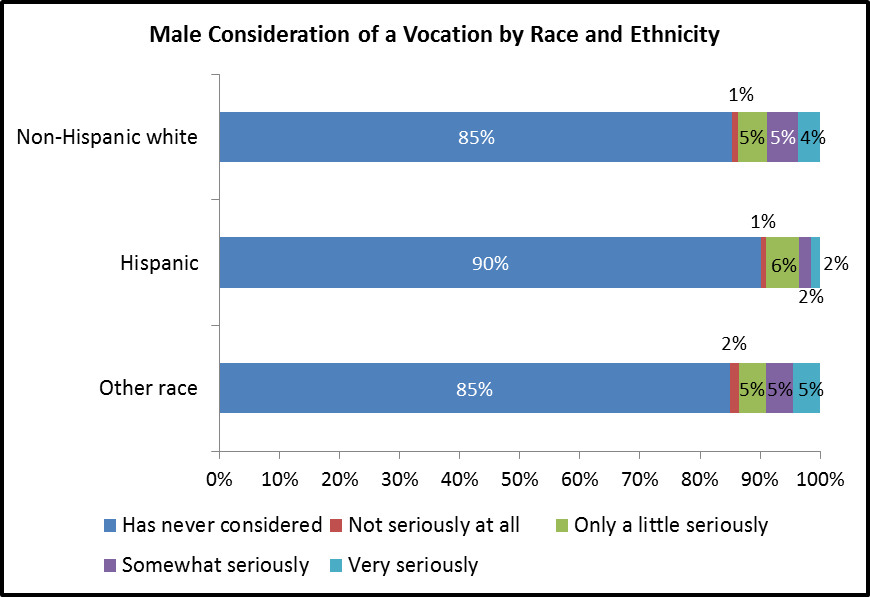 Male Consideration of a Vocation by Race and Ethnicity
1%
Non-Hispanic white 85% 5% 5% 4%
1%
Hispanic 90% 6% 2%
2%
2%
Other race 85% 5% 5% 5%
0% 10% 20% 30% 40% 50% 60% 70% 80% 90% 100%
Has never considered Not seriously at all Only a little seriously
Somewhat seriously Very seriously